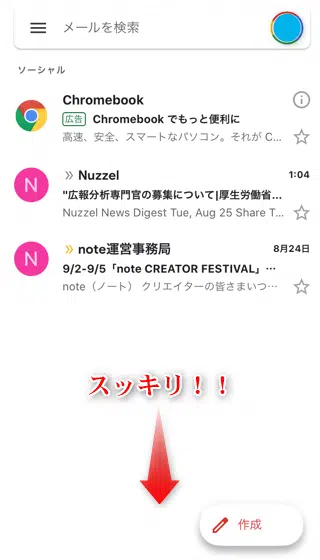 メールを検索
ソーシャル
Chromebook
広告 Chromebook でもっと便利に
高速、安全、スマートなパソコン。それが C...
N Nuzzel 1:04
"広報分析専門官の募集について|厚生労働省...
Nuzzel News Digest Tue, Aug 25 Share T...
N note運営事務局 8月24日
9/2-9/5「note CREATOR FESTIVAL」...
note（ノート） クリエイターの皆さまいつ...
スッキリ！！
作成